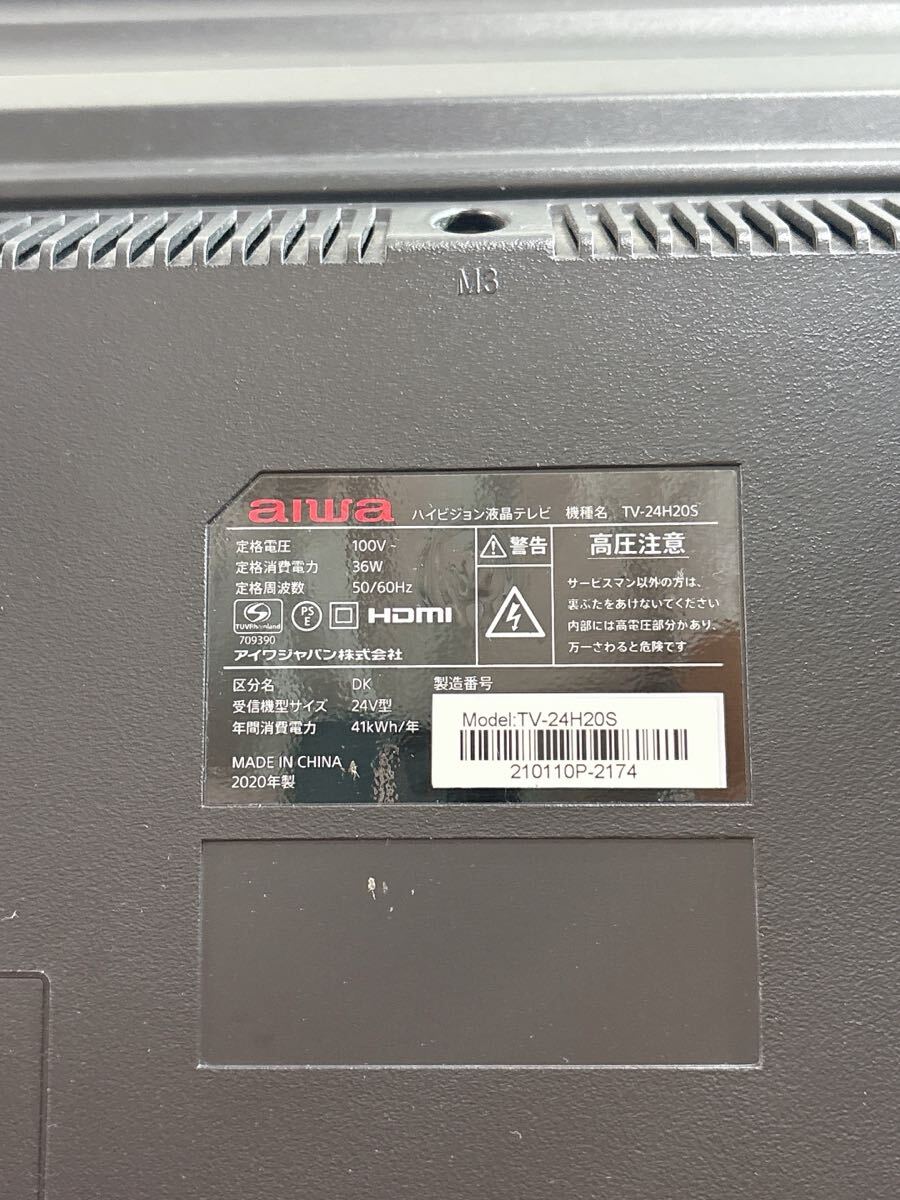 M3
aiwa ハイビジョン液晶テレビ 機種名 TV-24H20S
定格電圧 100V~
定格消費電力 36W
定格周波数 50/60Hz
TUVRheinland
709390
PS
E
HDMI
アイワジャパン株式会社
警告
高圧注意
サービスマン以外の方は、
裏ぶたをあけないでください
内部には高電圧部分があり、
万一さわると危険です
区分名 DK
受信機型サイズ 24V型
年間消費電力 41kWh/年
MADE IN CHINA
2020年製
製造番号
Model:TV-24H20S
210110P-2174